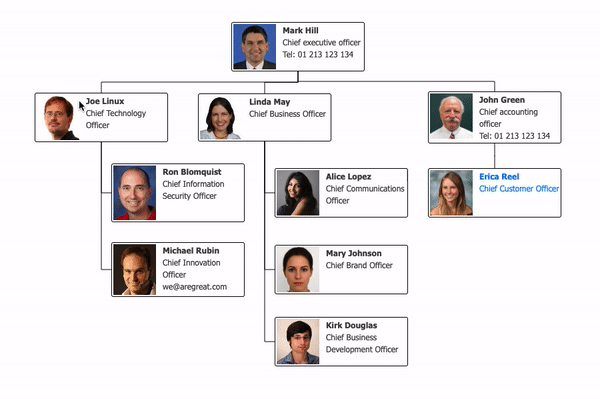 Mark Hill
Chief executive officer
Tel: 01 213 123 134
Joe Linux
Chief Technology
Officer
Linda May
Chief Business Officer
John Green
Chief accounting
officer
Tel: 01 213 123 134
Ron Blomquist
Chief Information
Security Officer
Alice Lopez
Chief Communications
Officer
Erica Reel
Chief Customer Officer
Michael Rubin
Chief Innovation
Officer
we@aregreat.com
Mary Johnson
Chief Brand Officer
Kirk Douglas
Chief Business
Development Officer